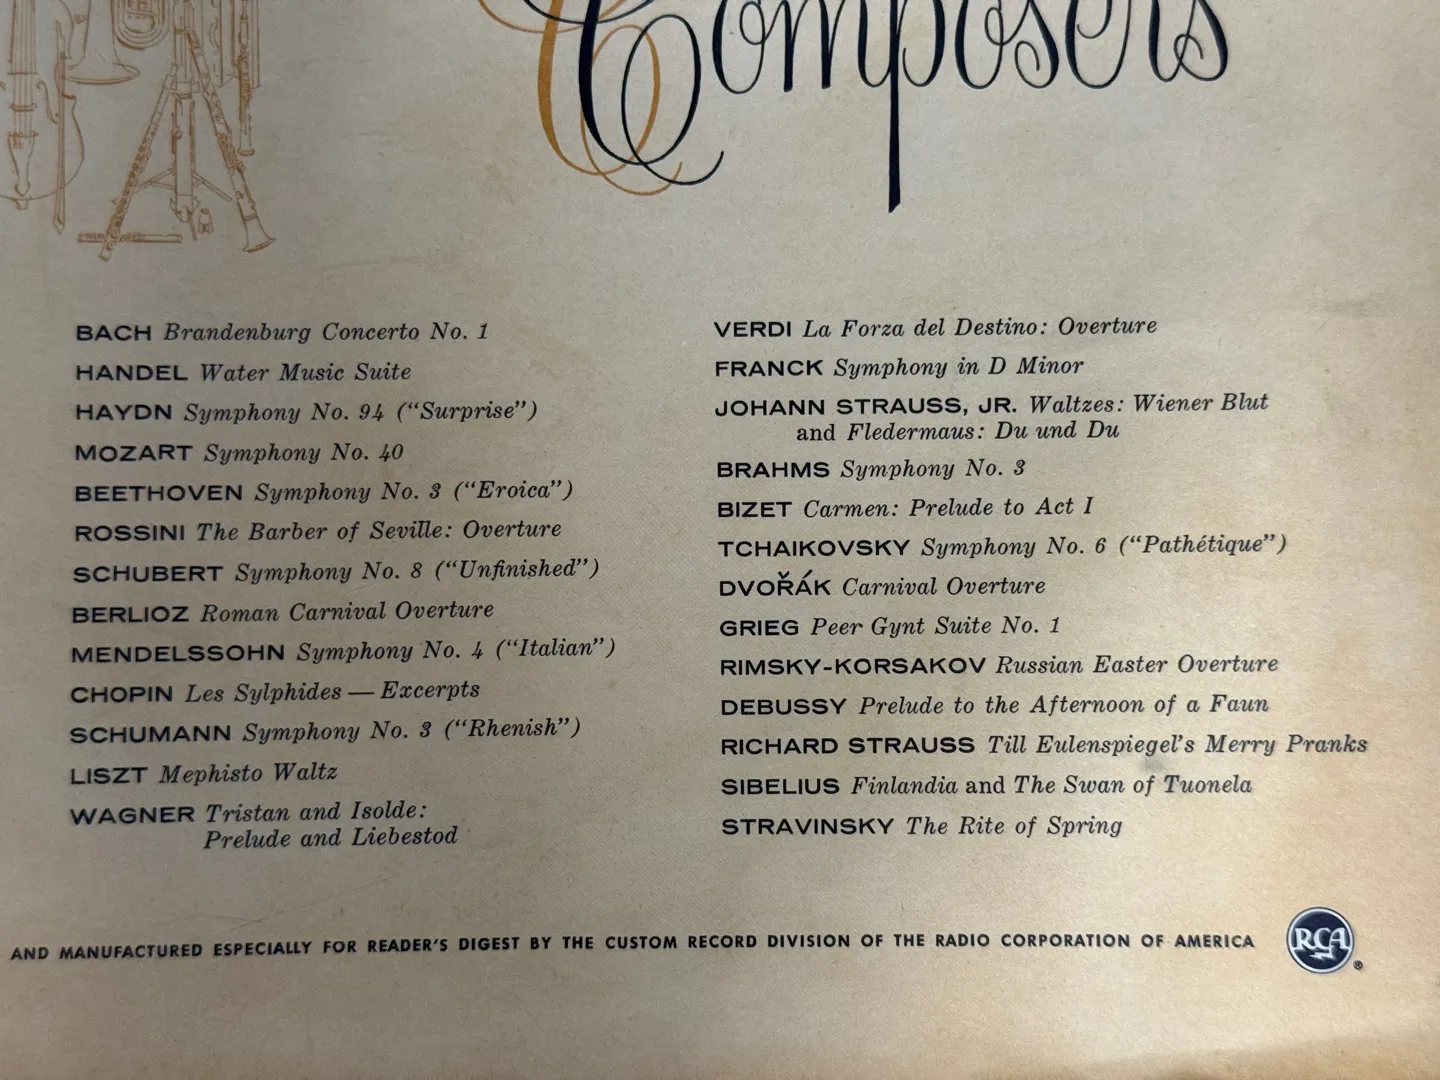 Composers
BACH Brandenburg Concerto No. 1
HANDEL Water Music Suite
HAYDN Symphony No. 94 (“Surprise”)
MOZART Symphony No. 40
BEETHOVEN Symphony No. 3 (“Eroica”)
ROSSINI The Barber of Seville: Overture
SCHUBERT Symphony No. 8 (“Unfinished”)
BERLIOZ Roman Carnival Overture
MENDELSSOHN Symphony No. 4 (“Italian”)
CHOPIN Les Sylphides — Excerpts
SCHUMANN Symphony No. 3 (“Rhenish”)
LISZT Mephisto Waltz
WAGNER Tristan and Isolde:
Prelude and Liebestod
VERDI La Forza del Destino: Overture
FRANCK Symphony in D Minor
JOHANN STRAUSS, JR. Waltzes: Wiener Blut
and Fledermaus: Du und Du
BRAHMS Symphony No. 3
BIZET Carmen: Prelude to Act I
TCHAIKOVSKY Symphony No. 6 (“Pathétique”)
DVOŘÁK Carnival Overture
GRIEG Peer Gynt Suite No. 1
RIMSKY-KORSAKOV Russian Easter Overture
DEBUSSY Prelude to the Afternoon of a Faun
RICHARD STRAUSS Till Eulenspiegel’s Merry Pranks
SIBELIUS Finlandia and The Swan of Tuonela
STRAVINSKY The Rite of Spring
AND MANUFACTURED ESPECIALLY FOR READER’S DIGEST BY THE CUSTOM RECORD DIVISION OF THE RADIO CORPORATION OF AMERICA
RCA®